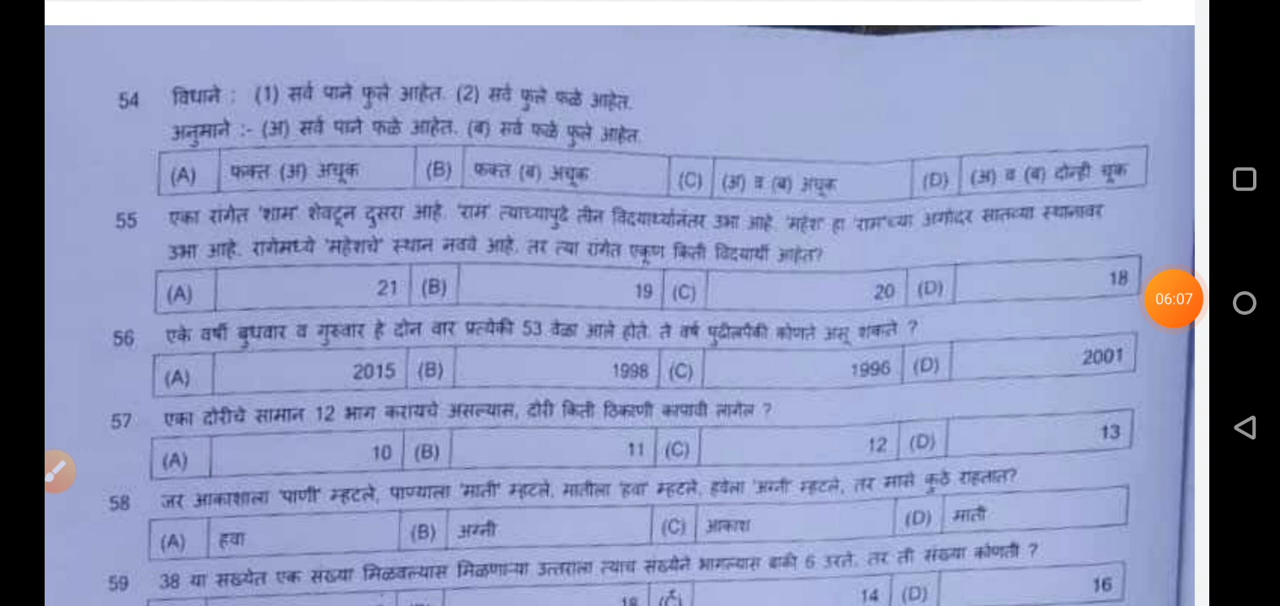 54 विधाने : (1) सर्व पाने फुले आहेत. (2) सर्व फुले फळे आहेत.
अनुमाने :- (अ) सर्व पाने फळे आहेत. (ब) सर्व फळे फुले आहेत.
(A) फक्त (अ) अचूक (B) फक्त (ब) अचूक (C) (अ) व (ब) अचूक (D) (अ) व (ब) दोन्ही चूक
55 एका रांगेत 'शाम' शेवटून दुसरा आहे. 'राम' त्याच्यापुढे तीन विदयार्थ्यानंतर उभा आहे. 'महेश' हा 'राम'च्या अगोदर सातव्या स्थानावर
उभा आहे. रांगेमध्ये 'महेशचे' स्थान नववे आहे, तर त्या रांगेत एकूण किती विदयार्थी आहेत?
(A) 21 (B) 19 (C) 20 (D) 18
06:07
56 एके वर्षी बुधवार व गुरुवार हे दोन वार प्रत्येकी 53 वेळा आले होते. ते वर्ष पुढीलपैकी कोणते असू शकते ?
(A) 2015 (B) 1998 (C) 1996 (D) 2001
57 एका दोरीचे सामान 12 भाग करायचे असल्यास, दोरी किती ठिकाणी कापावी लागेल ?
(A) 10 (B) 11 (C) 12 (D) 13
58 जर आकाशाला 'पाणी' म्हटले, पाण्याला 'माती' म्हटले, मातीला 'हवा' म्हटले, हवेला 'अग्नी' म्हटले, तर मासे कुठे राहतात?
(A) हवा (B) अग्नी (C) आकाश (D) माती
59 38 या संख्येत एक संख्या मिळवल्यास मिळणाऱ्या उत्तराला त्याच संख्येने भागल्यास बाकी 6 उरते. तर ती संख्या कोणती ?
18 (C) 14 (D) 16